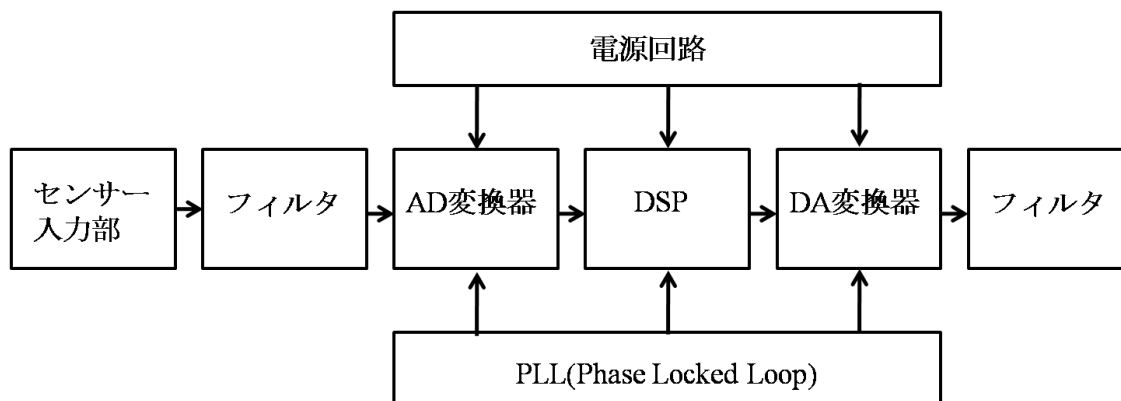 電源回路
センサー
入力部
フィルタ
AD変換器
DSP
DA変換器
フィルタ
PLL(Phase Locked Loop)